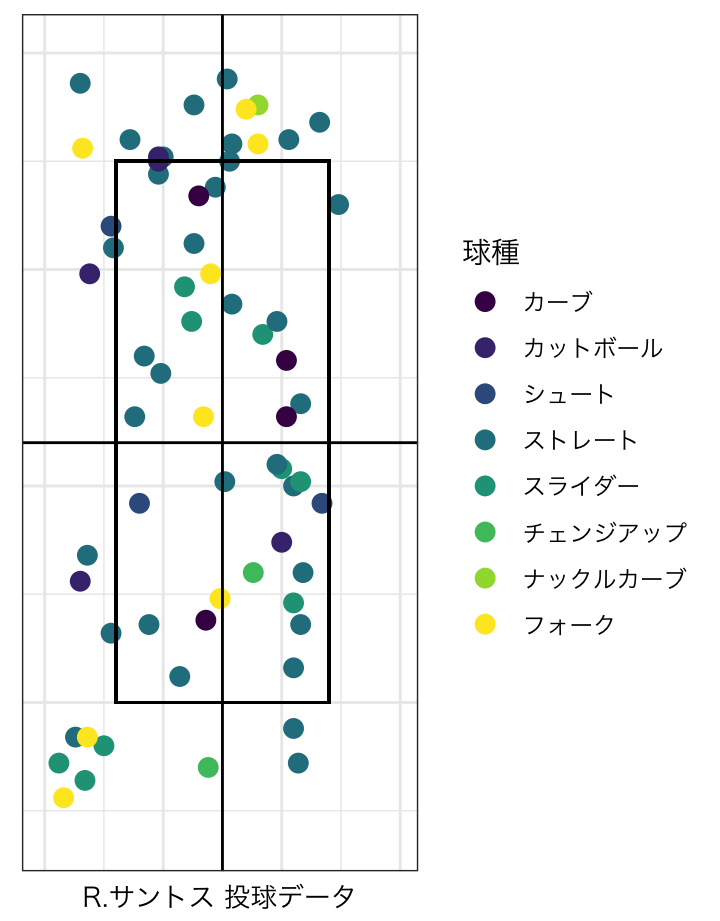 球種
カーブ
カットボール
シュート
ストレート
スライダー
チェンジアップ
ナックルカーブ
フォーク
R.サントス 投球データ